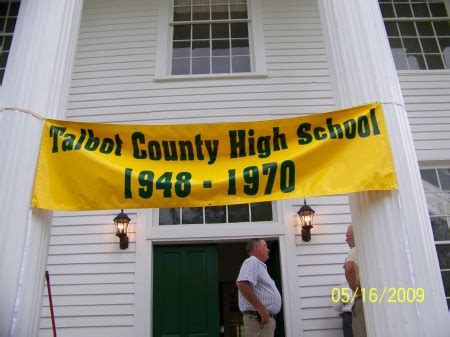 Talbot County High School
1948 - 1970
05/16/2009